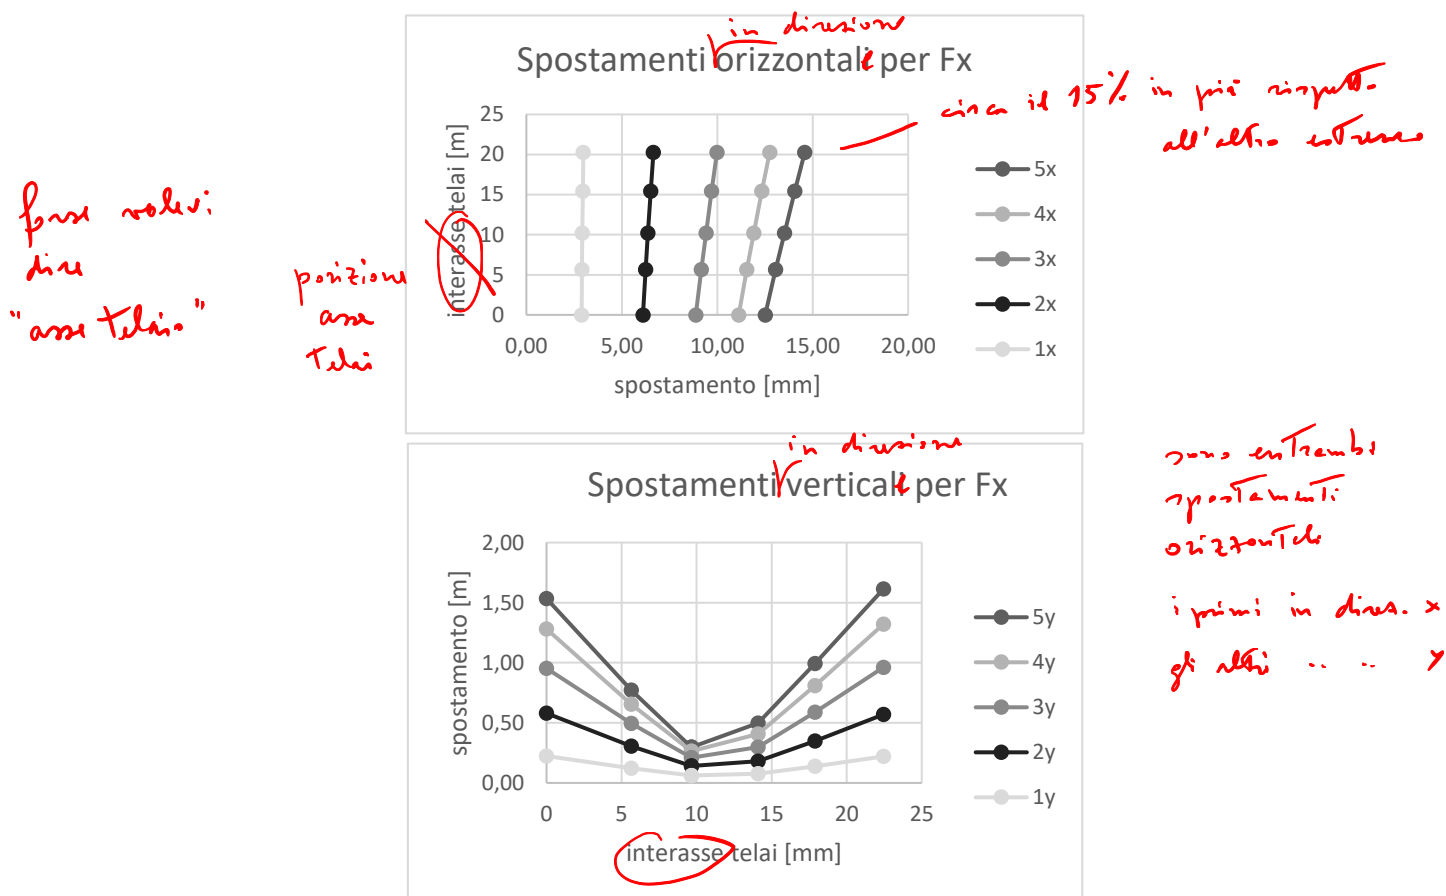 in direzione
Spostamenti orizzontali per Fx
circa il 15% in più rispetto
all'altro estremo
25
20
15
10
5
0
interasse telai [m]
0,00 5,00 10,00 15,00 20,00
spostamento [mm]
5x
4x
3x
2x
1x
forse volevi
dire
"asse telaio"
posizione
asse
telai
in direzione
Spostamenti verticali per Fx
2,00
1,50
1,00
0,50
0,00
spostamento [m]
0 5 10 15 20 25
interasse telai [mm]
5y
4y
3y
2y
1y
sono entrambi
spostamenti
orizzontali
i primi in direz. x
gli altri .. .. y